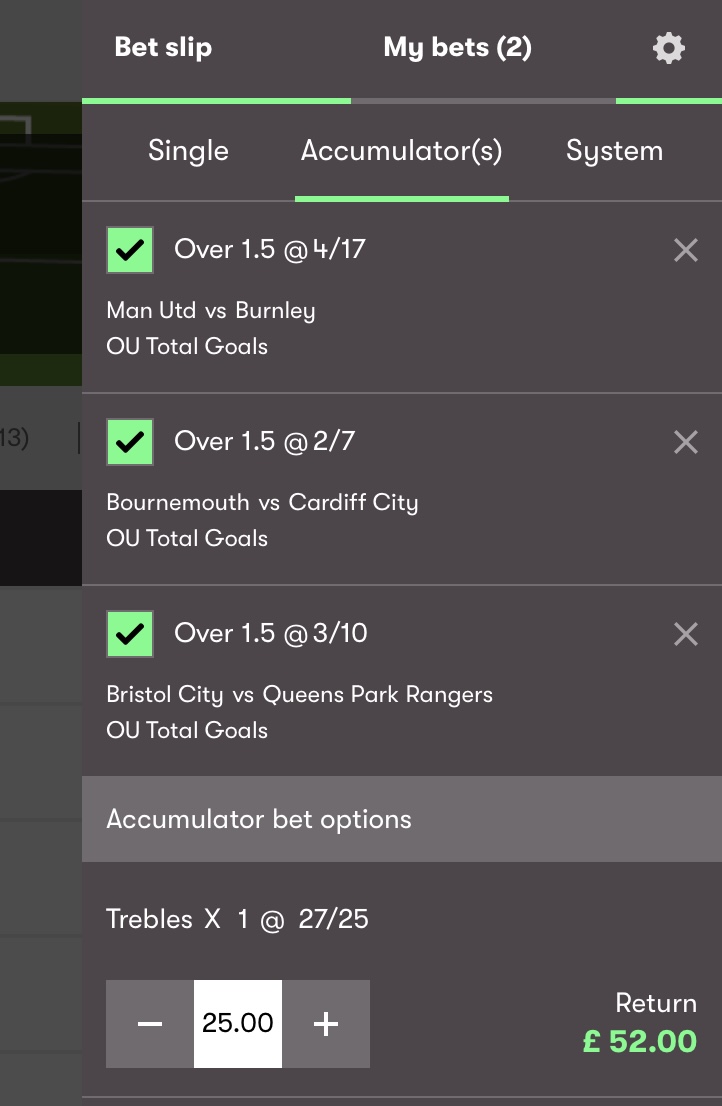 Bet slip
My bets (2)
Single
Accumulator(s)
System
Over 1.5 @ 4/17
Man Utd vs Burnley
OU Total Goals
13)
Over 1.5 @ 2/7
Bournemouth vs Cardiff City
OU Total Goals
Over 1.5 @ 3/10
Bristol City vs Queens Park Rangers
OU Total Goals
Accumulator bet options
Trebles X 1 @ 27/25
25.00
Return
£ 52.00